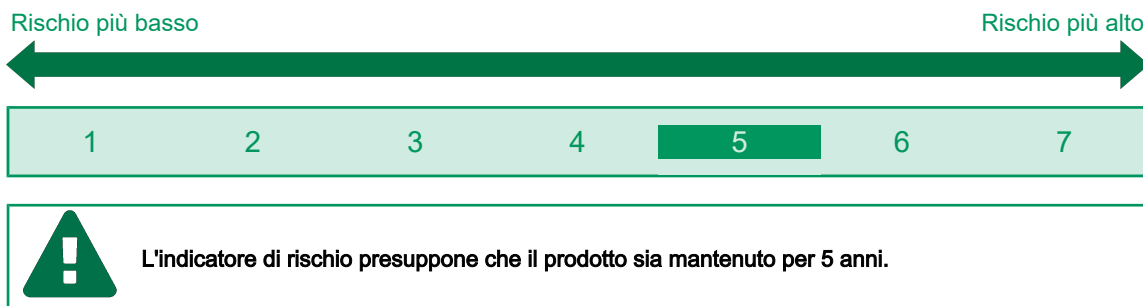 Rischio più basso Rischio più alto
1 2 3 4 5 6 7
! L'indicatore di rischio presuppone che il prodotto sia mantenuto per 5 anni.